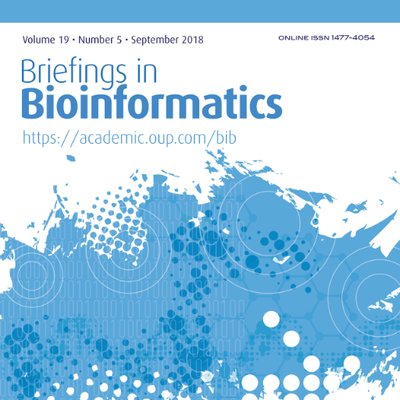 Volume 19 • Number 5 • September 2018
ONLINE ISSN 1477-4054
Briefings in
Bioinformatics
https://academic.oup.com/bib